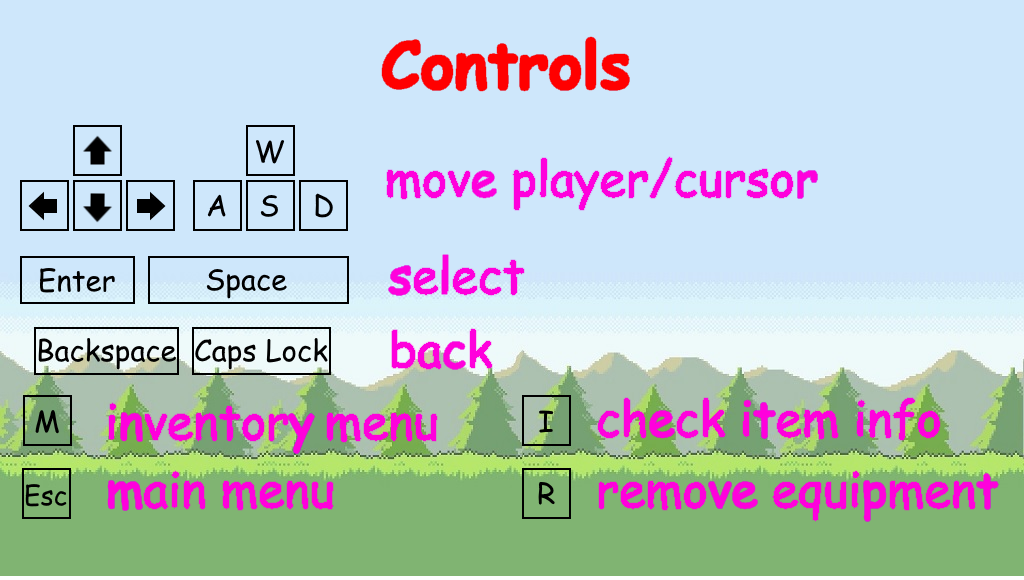 Controls
W
A S D
move player/cursor
Enter Space select
Backspace Caps Lock back
M inventory menu I check item info
Esc main menu R remove equipment